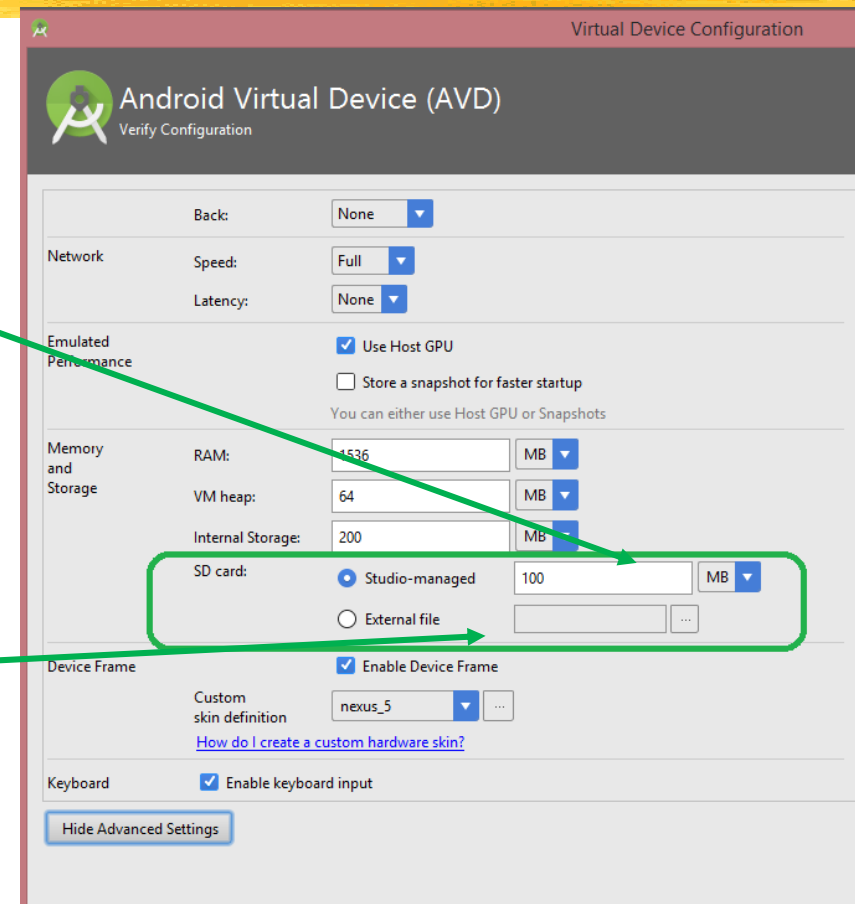 Virtual Device Configuration
Android Virtual Device (AVD)
Verify Configuration
Back: None
Network Speed: Full
Latency: None
Emulated
Performance
Use Host GPU
Store a snapshot for faster startup
You can either use Host GPU or Snapshots
Memory
and
Storage
RAM: 1536 MB
VM heap: 64 MB
Internal Storage: 200 MB
SD card: Studio-managed 100 MB
External file ...
Device Frame Enable Device Frame
Custom
skin definition
nexus_5 ...
How do I create a custom hardware skin?
Keyboard Enable keyboard input
Hide Advanced Settings